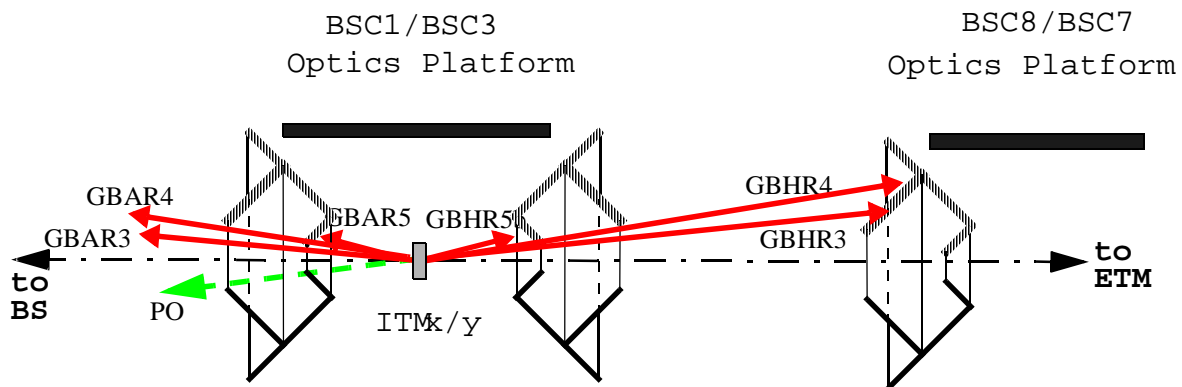 BSC1/BSC3
Optics Platform
BSC8/BSC7
Optics Platform
GBAR4
GBAR3
GBAR5
GBHR5
GBHR4
GBHR3
to
BS
PO
ITMx/y
to
ETM